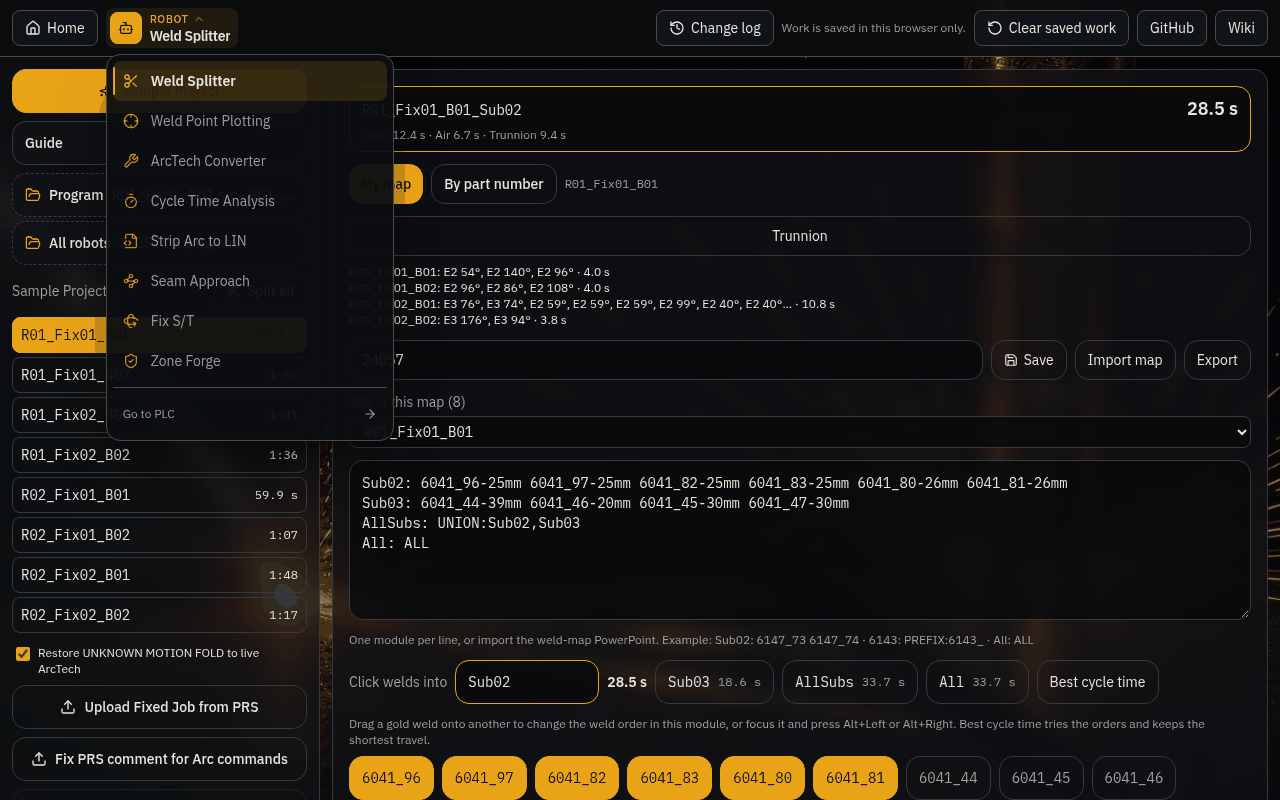 Home
ROBOT
Weld Splitter
Change log
Work is saved in this browser only.
Clear saved work
GitHub
Wiki
Weld Splitter
Weld Point Plotting
ArcTech Converter
Cycle Time Analysis
Strip Arc to LIN
Seam Approach
Fix S/T
Zone Forge
Go to PLC
Guide
Program
All robots
Sample Project
Split all
R01_Fix01_
R01_Fix01_B02 1:56
R01_Fix02_ 1:41
R01_Fix02_B02 1:36
R02_Fix01_B01 59.9 s
R02_Fix01_B02 1:07
R02_Fix02_B01 1:48
R02_Fix02_B02 1:17
Restore UNKNOWN MOTION FOLD to live
ArcTech
Upload Fixed Job from PRS
Fix PRS comment for Arc commands
R01_Fix01_B01_Sub02
28.5 s
12.4 s · Air 6.7 s · Trunnion 9.4 s
My map
By part number
R01_Fix01_B01
Trunnion
R01_Fix01_B01: E2 54°, E2 140°, E2 96° · 4.0 s
R01_Fix01_B02: E2 96°, E2 86°, E2 108° · 4.0 s
R01_Fix02_B01: E3 76°, E3 74°, E2 59°, E2 59°, E2 59°, E2 99°, E2 40°, E2 40°… · 10.8 s
R01_Fix02_B02: E3 176°, E3 94° · 3.8 s
24057
Save
Import map
Export
Job in this map (8)
R01_Fix01_B01
Sub02: 6041_96-25mm 6041_97-25mm 6041_82-25mm 6041_83-25mm 6041_80-26mm 6041_81-26mm
Sub03: 6041_44-39mm 6041_46-20mm 6041_45-30mm 6041_47-30mm
AllSubs: UNION:Sub02,Sub03
All: ALL
One module per line, or import the weld-map PowerPoint. Example: Sub02: 6147_73 6147_74 · 6143: PREFIX:6143_ · All: ALL
Click welds into
Sub02
28.5 s
Sub03 18.6 s
AllSubs 33.7 s
All 33.7 s
Best cycle time
Drag a gold weld onto another to change the weld order in this module, or focus it and press Alt+Left or Alt+Right. Best cycle time tries the orders and keeps the
shortest travel.
6041_96 6041_97 6041_82 6041_83 6041_80 6041_81 6041_44 6041_45 6041_46